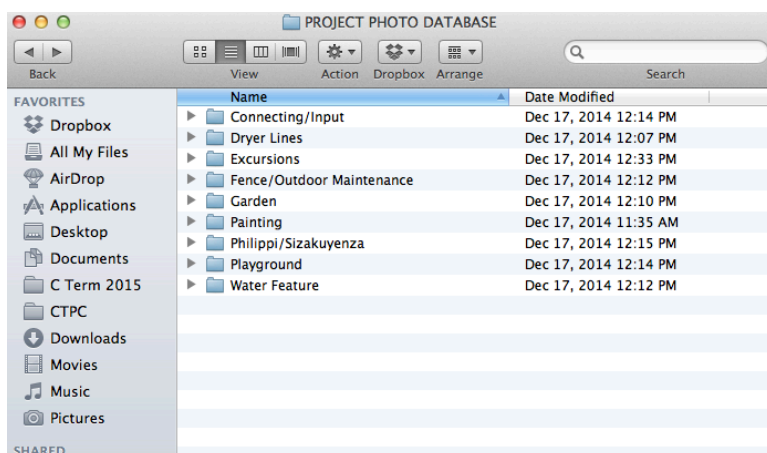 PROJECT PHOTO DATABASE
Back View Action Dropbox Arrange Search
FAVORITES
Dropbox
All My Files
AirDrop
Applications
Desktop
Documents
C Term 2015
CTPC
Downloads
Movies
Music
Pictures
SHARED
Name Date Modified
Connecting/Input Dec 17, 2014 12:14 PM
Dryer Lines Dec 17, 2014 12:07 PM
Excursions Dec 17, 2014 12:33 PM
Fence/Outdoor Maintenance Dec 17, 2014 12:12 PM
Garden Dec 17, 2014 12:10 PM
Painting Dec 17, 2014 11:35 AM
Philippi/Sizakuyenza Dec 17, 2014 12:15 PM
Playground Dec 17, 2014 12:14 PM
Water Feature Dec 17, 2014 12:12 PM